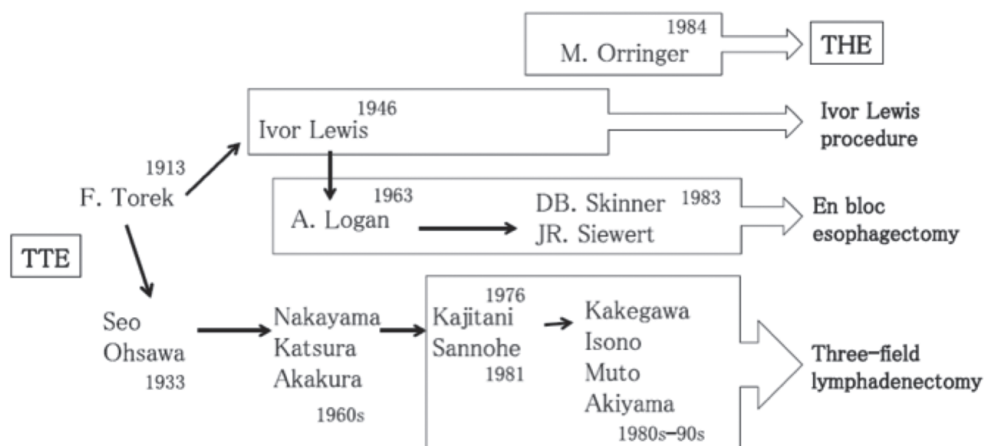 1984
M. Orringer
THE
1946
Ivor Lewis
Ivor Lewis
procedure
1913
F. Torek
1963
A. Logan
DB. Skinner 1983
JR. Siewert
En bloc
esophagectomy
TTE
Seo
Ohsawa
1933
Nakayama
Katsura
Akakura
1960s
1976
Kajitani
Sannohe
1981
Kakegawa
Isono
Muto
Akiyama
1980s-90s
Three-field
lymphadenectomy